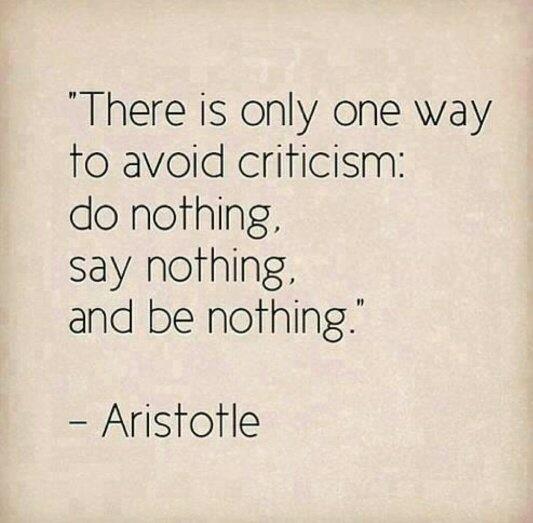 "There is only one way
to avoid criticism:
do nothing,
say nothing,
and be nothing."
– Aristotle